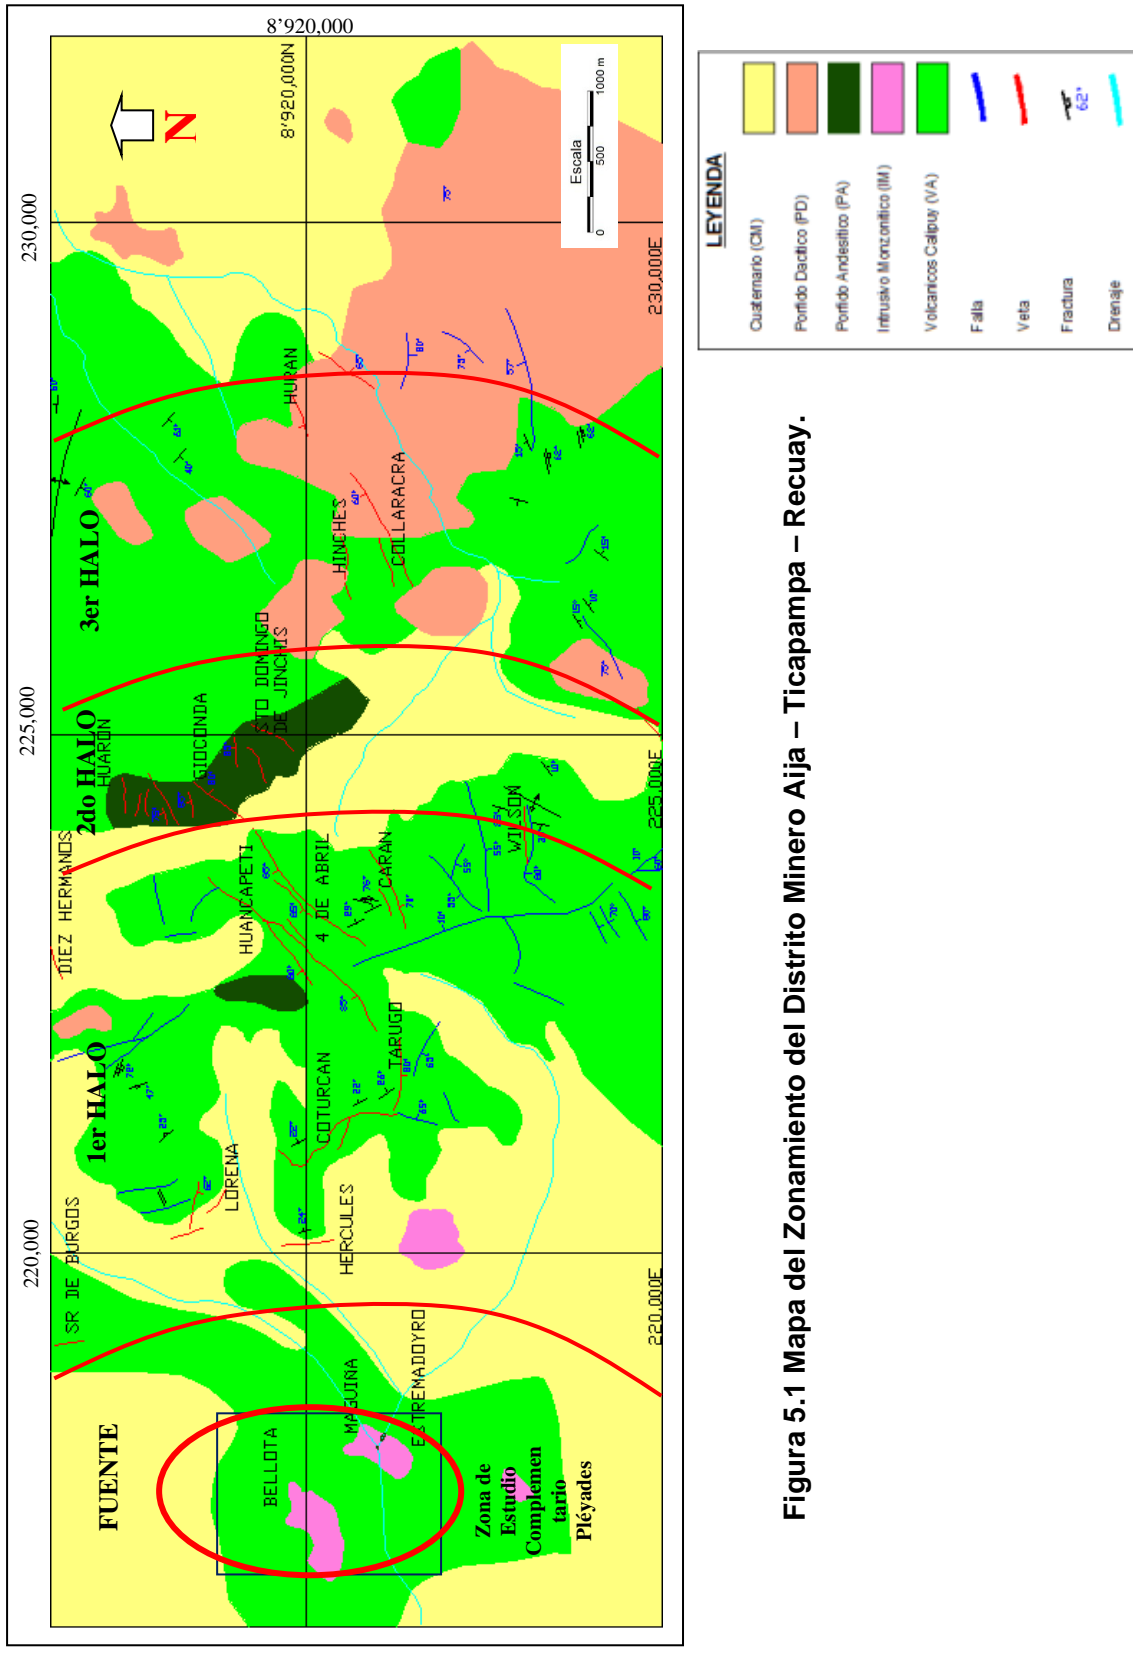 8'920,000
8'920,000N
N
Escala
0 500 1000 m
230,000
225,000
220,000
230,000E
225,000E
220,000E
3er HALO
2do HALO
1er HALO
FUENTE
HURAN
HINCHES
COLLARACRA
STO DOMINGO
DE JINCHIS
GIOCONDA
HUARON
DIEZ HERMANOS
HUANCAPETI
4 DE ABRIL
CARAN
WILSON
TARUGO
COTURCAN
LORENA
HERCULES
SR DE BURGOS
MAGUIÑA
ESTREMADOYRO
BELLOTA
Zona de
Estudio
Complemen
tario
Pléyades
LEYENDA
Cuaternario (CM)
Porfido Dacitico (PD)
Porfido Andesitico (PA)
Intrusivo Monzonitico (IM)
Volcanicos Calipuy (VA)
Falla
Veta
Fractura
62°
Drenaje
Figura 5.1 Mapa del Zonamiento del Distrito Minero Aija – Ticapampa – Recuay.